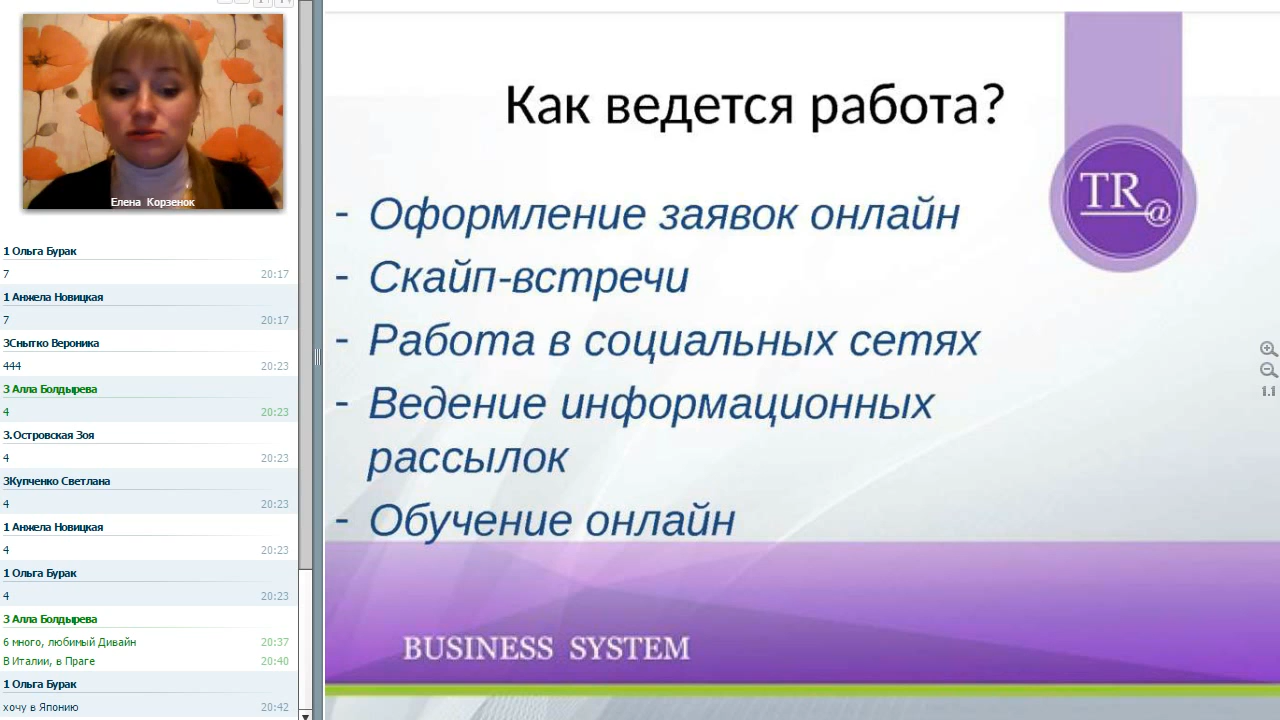 Елена Корзенок
1 Ольга Бурак
7 20:17
1 Анжела Новицкая
7 20:17
3Снытко Вероника
444 20:23
3 Алла Болдырева
4 20:23
3.Островская Зоя
4 20:23
3Купченко Светлана
4 20:23
1 Анжела Новицкая
4 20:23
1 Ольга Бурак
4 20:23
3 Алла Болдырева
6 много, любимый Дивайн 20:37
В Италии, в Праге 20:40
1 Ольга Бурак
хочу в Японию 20:42
Как ведется работа?
TR@
- Оформление заявок онлайн
- Скайп-встречи
- Работа в социальных сетях
- Ведение информационных
рассылок
- Обучение онлайн
BUSINESS SYSTEM
1.1